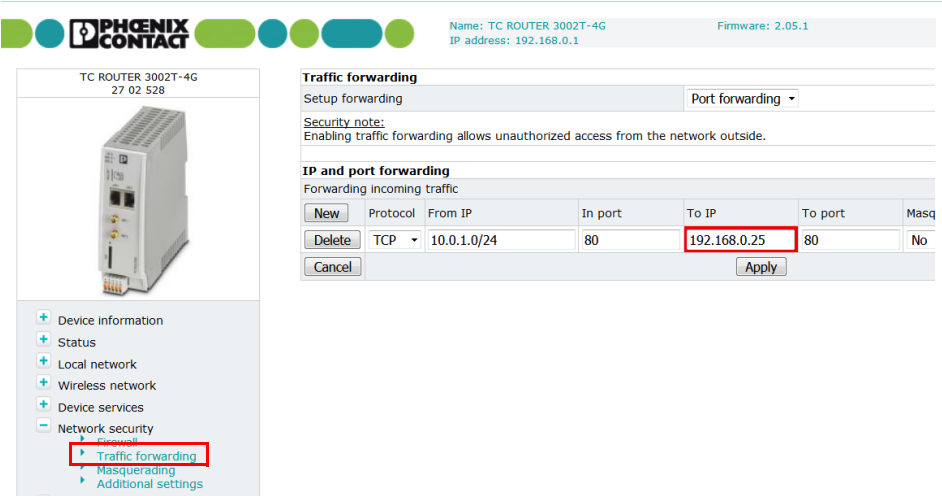 PHŒNIX
CONTACT
Name: TC ROUTER 3002T-4G
Firmware: 2.05.1
IP address: 192.168.0.1
TC ROUTER 3002T-4G
27 02 528
Device information
Status
Local network
Wireless network
Device services
Network security
Firewall
Traffic forwarding
Masquerading
Additional settings
Traffic forwarding
Setup forwarding Port forwarding
Security note:
Enabling traffic forwarding allows unauthorized access from the network outside.
IP and port forwarding
Forwarding incoming traffic
New Protocol From IP In port To IP To port Masq
Delete TCP 10.0.1.0/24 80 192.168.0.25 80 No
Cancel Apply